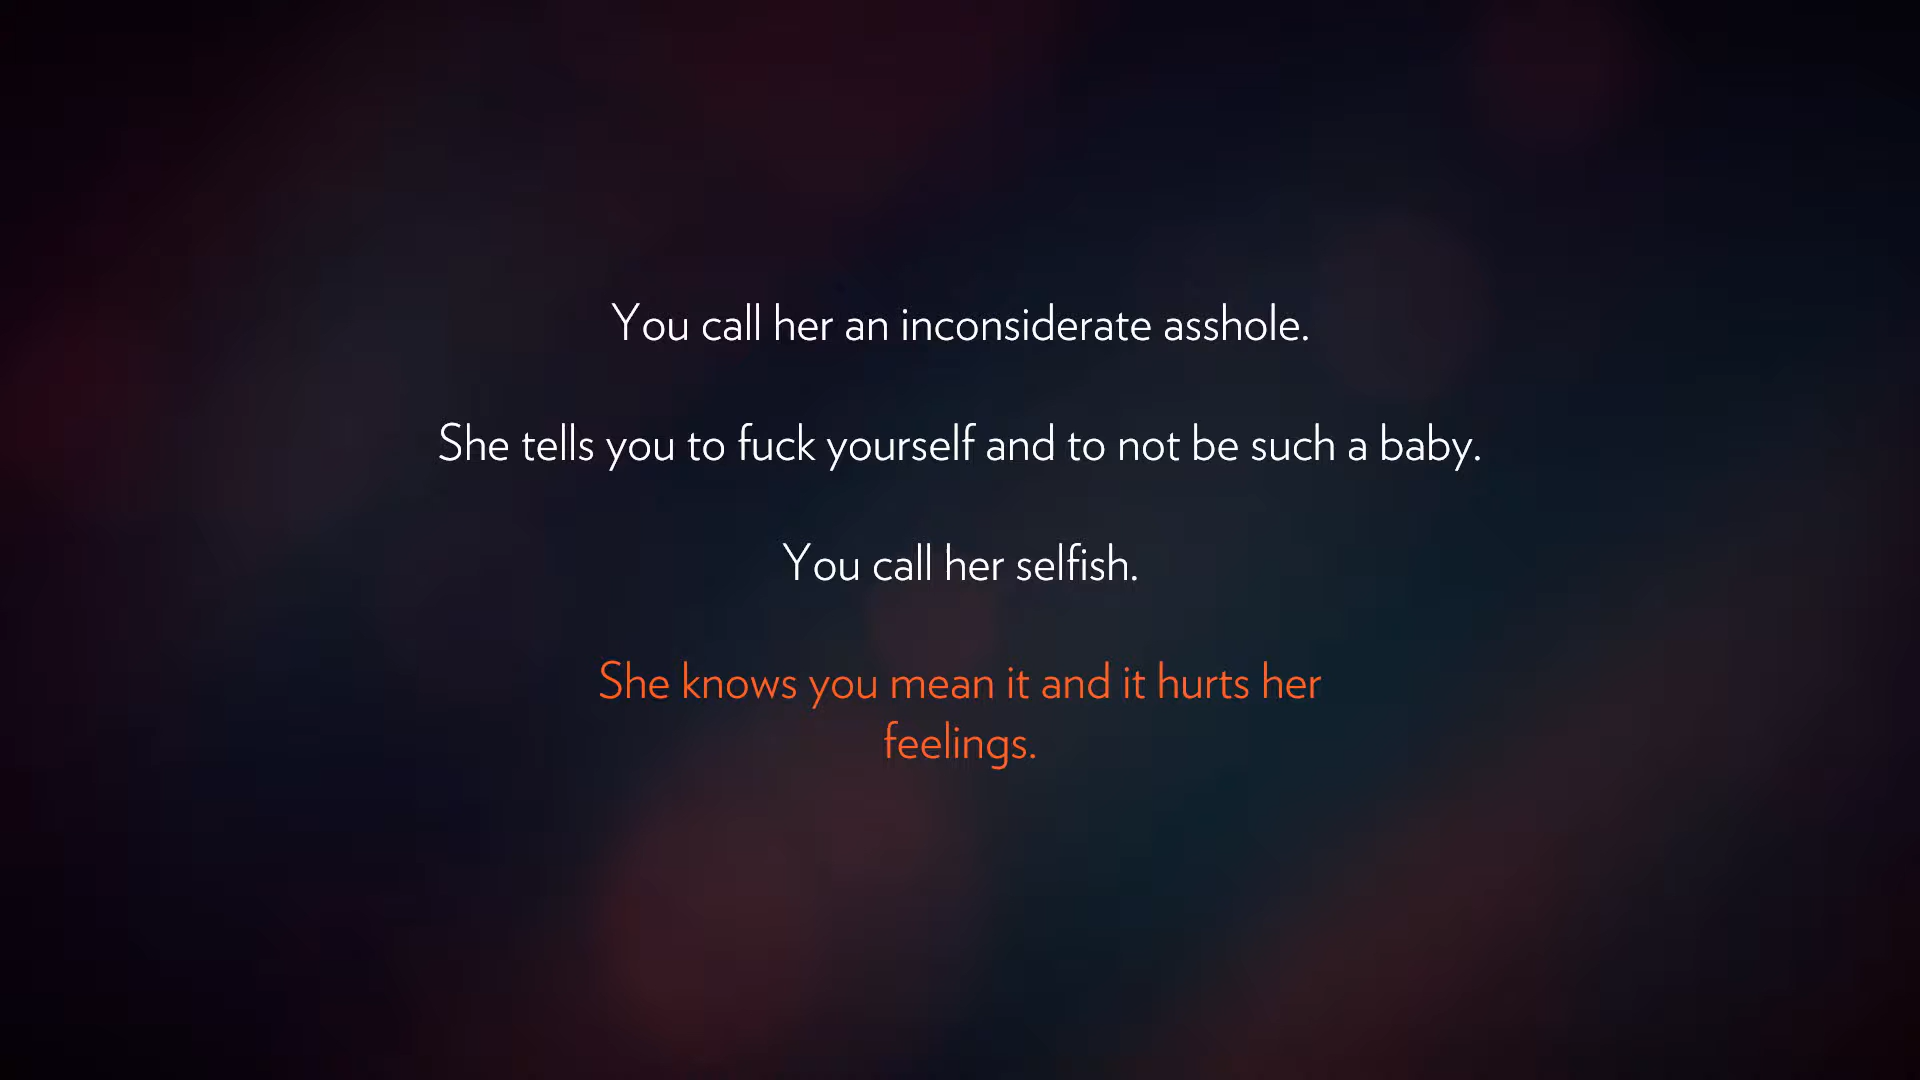 You call her an inconsiderate asshole.
She tells you to fuck yourself and to not be such a baby.
You call her selfish.
She knows you mean it and it hurts her
feelings.